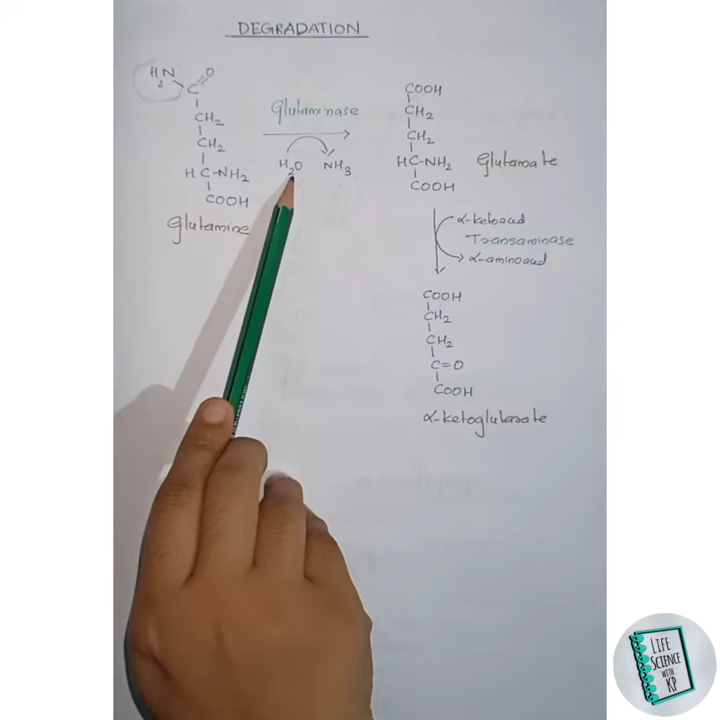 DEGRADATION
H2N
O
C
CH2
CH2
HC-NH2
COOH
Glutamine
Glutaminase
H2O NH3
COOH
CH2
CH2
HC-NH2
COOH
Glutamate
α-ketoacid
Transaminase
α-aminoacid
COOH
CH2
CH2
C=O
COOH
α-ketoglutarate
LIFE
SCIENCE
WITH
KP